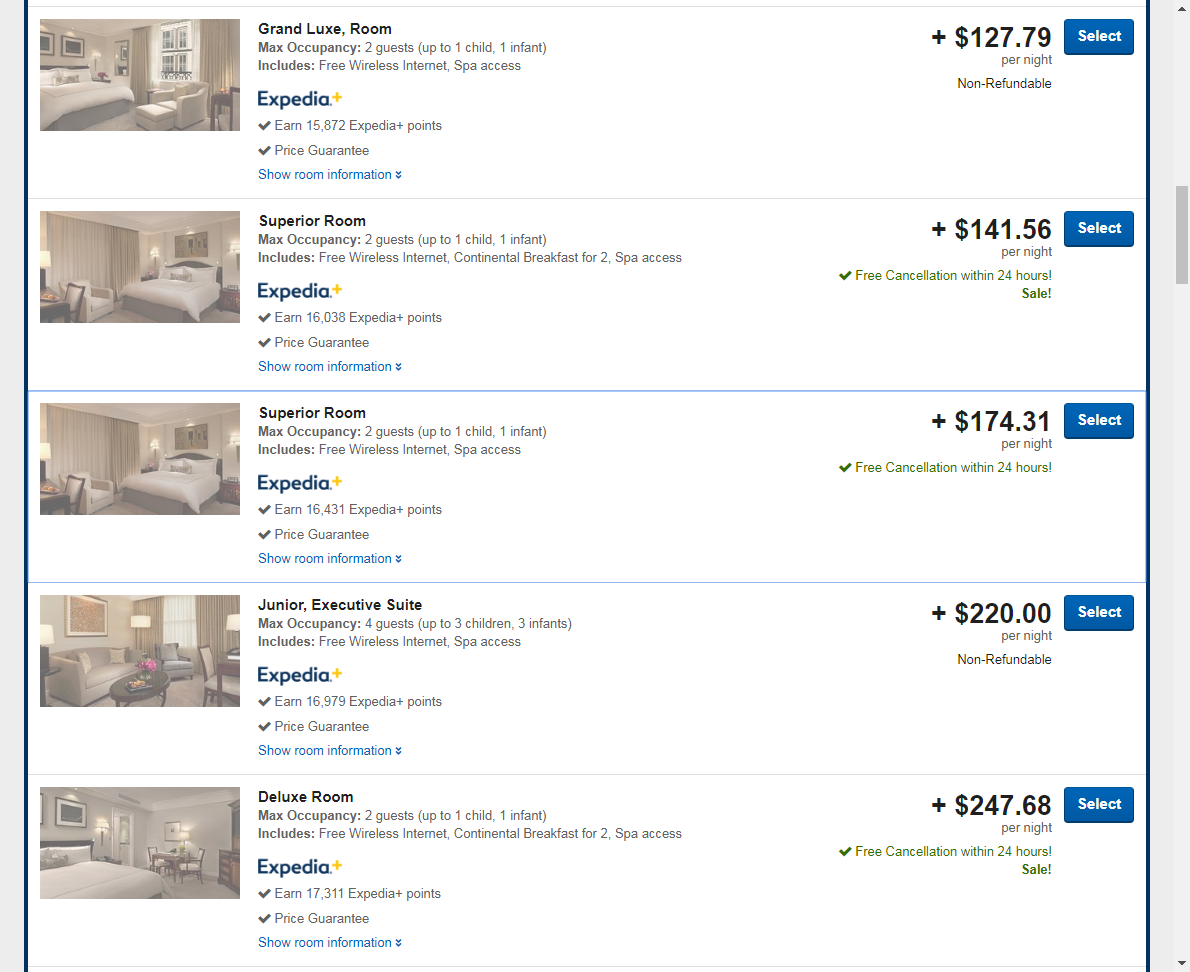 Grand Luxe, Room
+ $127.79
Select
Max Occupancy: 2 guests (up to 1 child, 1 infant)
per night
Includes: Free Wireless Internet, Spa access
Non-Refundable
Expedia.+
Earn 15,872 Expedia+ points
Price Guarantee
Show room information
Superior Room
+ $141.56
Select
Max Occupancy: 2 guests (up to 1 child, 1 infant)
per night
Includes: Free Wireless Internet, Continental Breakfast for 2, Spa access
Free Cancellation within 24 hours!
Sale!
Expedia.+
Earn 16,038 Expedia+ points
Price Guarantee
Show room information
Superior Room
+ $174.31
Select
Max Occupancy: 2 guests (up to 1 child, 1 infant)
per night
Includes: Free Wireless Internet, Spa access
Free Cancellation within 24 hours!
Expedia.+
Earn 16,431 Expedia+ points
Price Guarantee
Show room information
Junior, Executive Suite
+ $220.00
Select
Max Occupancy: 4 guests (up to 3 children, 3 infants)
per night
Includes: Free Wireless Internet, Spa access
Non-Refundable
Expedia.+
Earn 16,979 Expedia+ points
Price Guarantee
Show room information
Deluxe Room
+ $247.68
Select
Max Occupancy: 2 guests (up to 1 child, 1 infant)
per night
Includes: Free Wireless Internet, Continental Breakfast for 2, Spa access
Free Cancellation within 24 hours!
Sale!
Expedia.+
Earn 17,311 Expedia+ points
Price Guarantee
Show room information